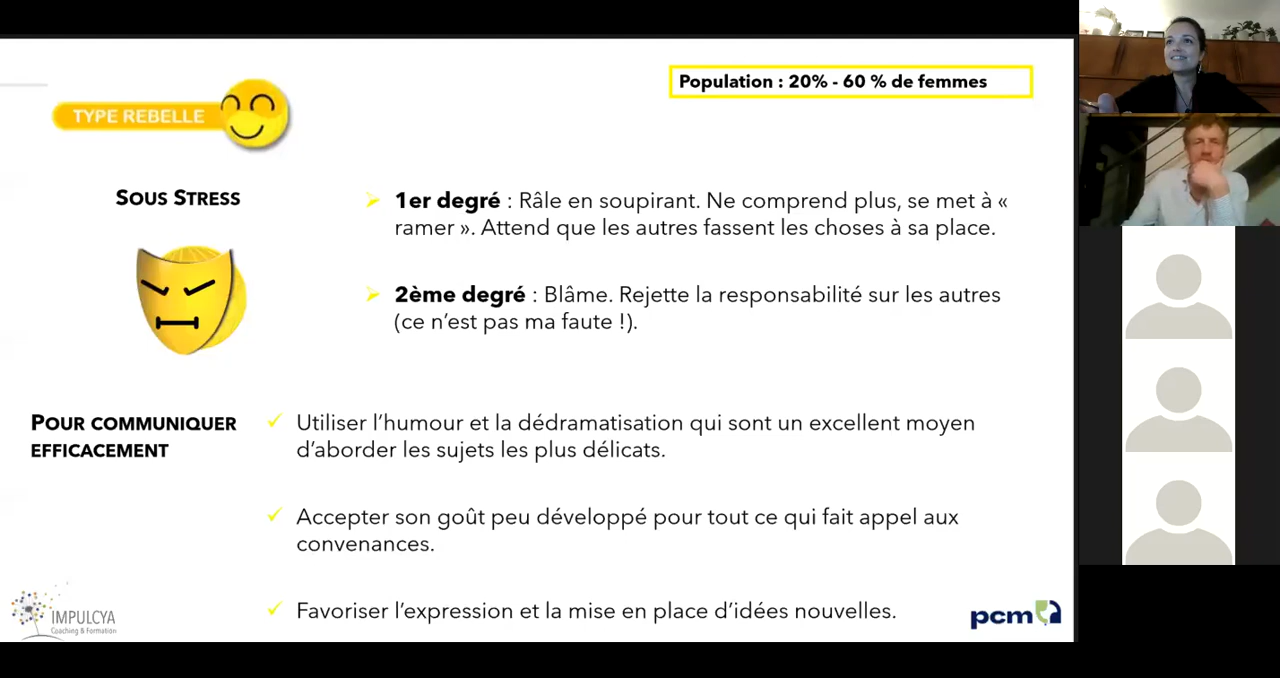 Population : 20% - 60 % de femmes
TYPE REBELLE
SOUS STRESS
1er degré : Râle en soupirant. Ne comprend plus, se met à «
ramer ». Attend que les autres fassent les choses à sa place.
2ème degré : Blâme. Rejette la responsabilité sur les autres
(ce n’est pas ma faute !).
POUR COMMUNIQUER
EFFICACEMENT
Utiliser l’humour et la dédramatisation qui sont un excellent moyen
d’aborder les sujets les plus délicats.
Accepter son goût peu développé pour tout ce qui fait appel aux
convenances.
Favoriser l’expression et la mise en place d’idées nouvelles.
IMPULCYA
Coaching & Formation
pcm